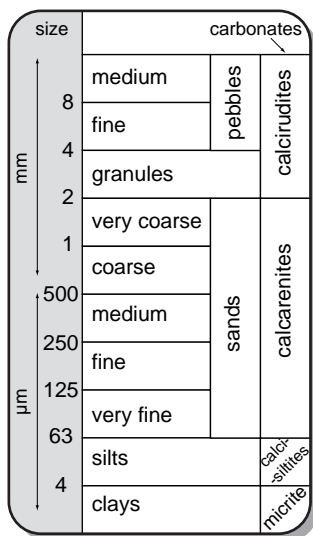 size
carbonates
medium
8
fine
pebbles
4
granules
calcirudites
mm
2
very coarse
1
coarse
500
medium
250
fine
sands
calcarenites
125
very fine
µm
63
silts
calci-
-siltites
4
clays
micrite